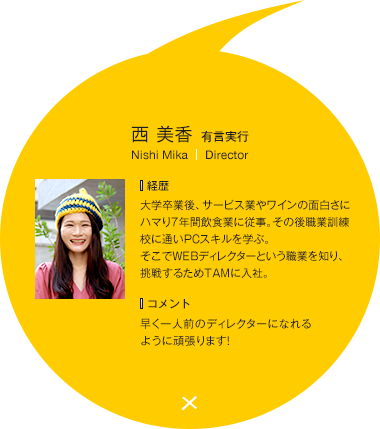 西 美香 有言実行
Nishi Mika | Director
経歴
大学卒業後、サービス業やワインの面白さに
ハマり7年間飲食業に従事。その後職業訓練
校に通いPCスキルを学ぶ。
そこでWEBディレクターという職業を知り、
挑戦するためTAMに入社。
コメント
早く一人前のディレクターになれる
ように頑張ります!